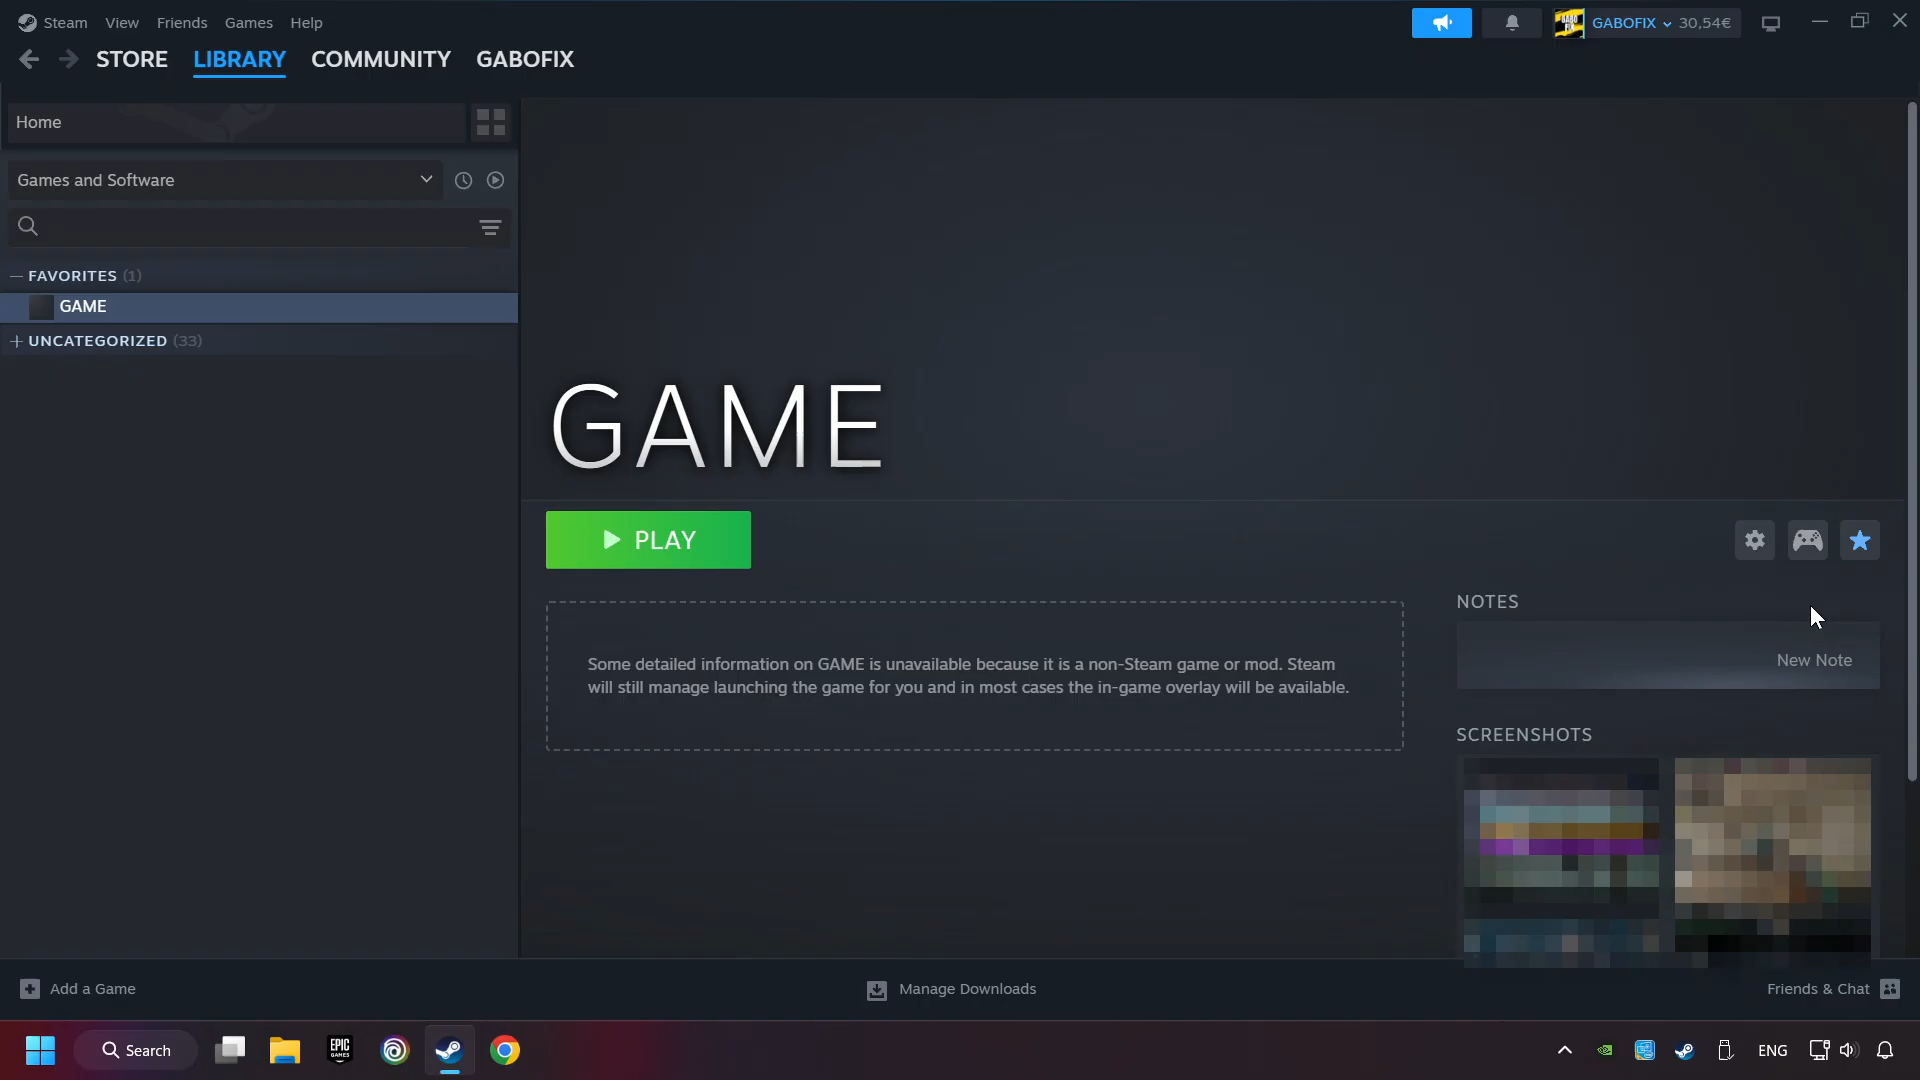 Steam View Friends Games Help
GABOFIX 30,54€
STORE LIBRARY COMMUNITY GABOFIX
Home
Games and Software
FAVORITES (1)
GAME
UNCATEGORIZED (33)
GAME
PLAY
NOTES
New Note
Some detailed information on GAME is unavailable because it is a non-Steam game or mod. Steam
will still manage launching the game for you and in most cases the in-game overlay will be available.
SCREENSHOTS
Add a Game
Manage Downloads
Friends & Chat
Search
EPIC
GAMES
ENG